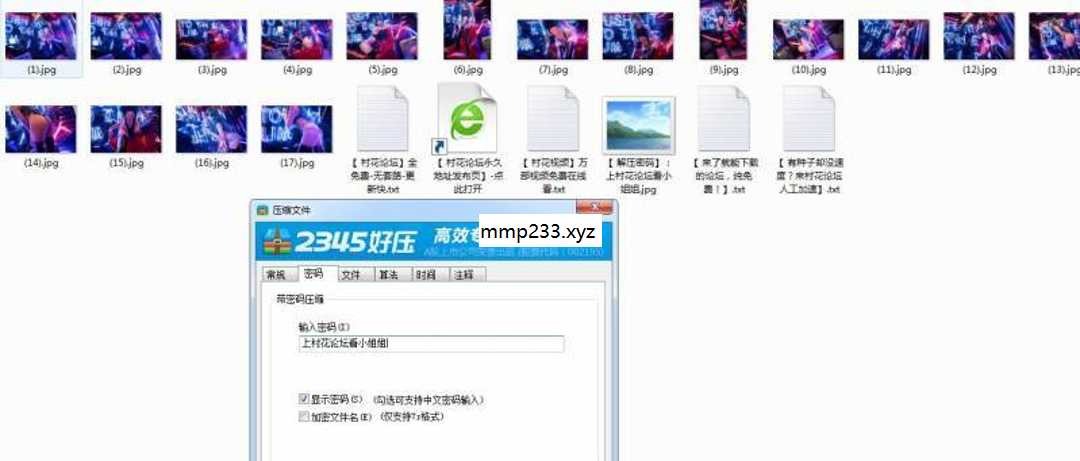 (1).jpg
(2).jpg
(3).jpg
(4).jpg
(5).jpg
(6).jpg
(7).jpg
(8).jpg
(9).jpg
(10).jpg
(11).jpg
(12).jpg
(13).jpg
(14).jpg
(15).jpg
(16).jpg
(17).jpg
【 村花论坛】全
免费-无套路-更
新快.txt
【 村花论坛永久
地址发布页】-点
此打开
【 村花视频】万
部视频免费在线
看.txt
【 解压密码】:
上村花论坛看小
姐姐.jpg
【 来了就能下载
的论坛，纯免
费！】.txt
【 有种子却没速
度？来村花论坛
人工加速】.txt
压缩文件
2345好压
高效
mmp233.xyz
常规
密码
文件
算法
时间
注释
带密码压缩
输入密码(I)
上村花论坛看小姐姐
显示密码(S) (勾选可支持中文密码输入)
加密文件名(E) (仅支持7z格式)